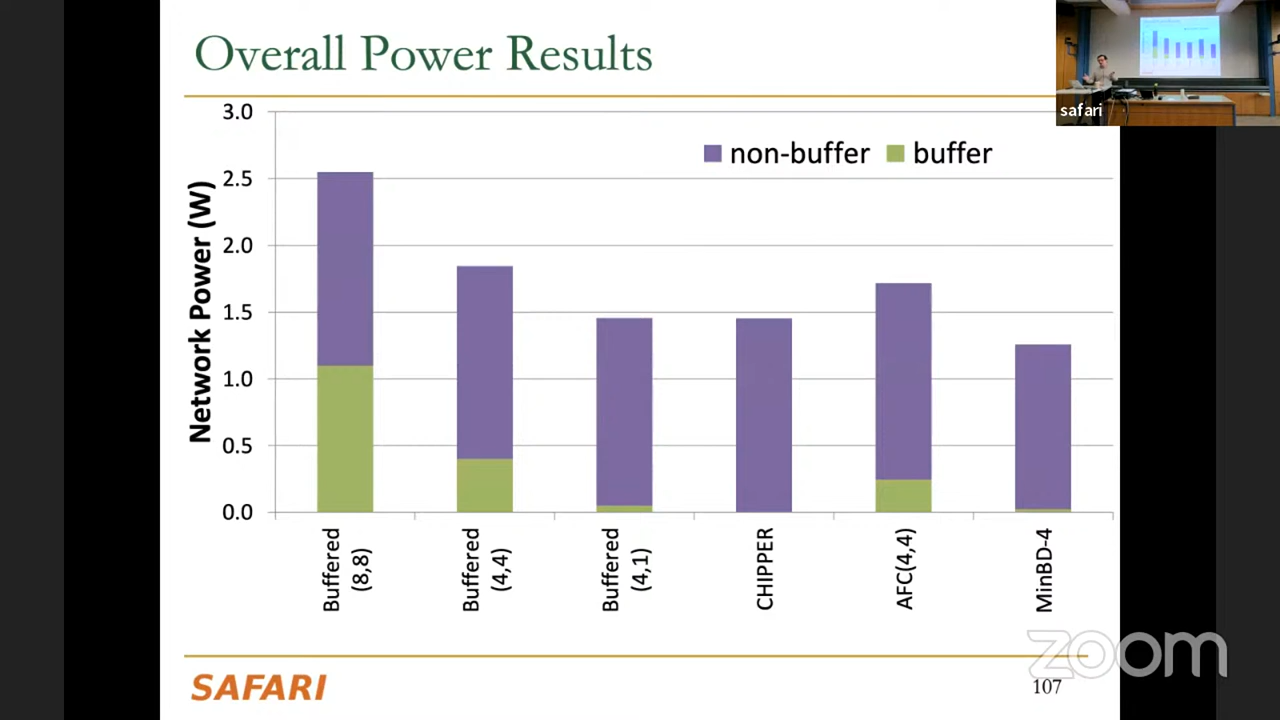 Overall Power Results
safari
non-buffer
buffer
Network Power (W)
3.0
2.5
2.0
1.5
1.0
0.5
0.0
Buffered
(8,8)
Buffered
(4,4)
Buffered
(4,1)
CHIPPER
AFC(4,4)
MinBD-4
zoom
SAFARI
107